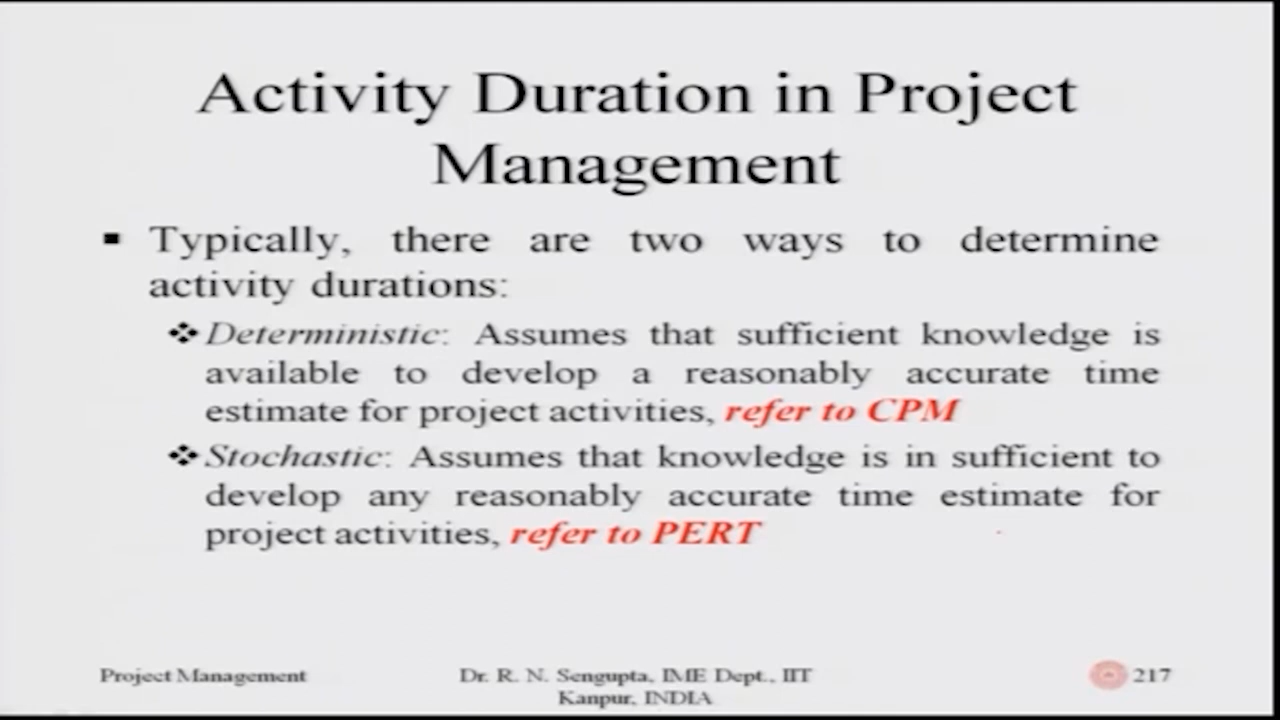 Activity Duration in Project
Management
▪ Typically, there are two ways to determine
activity durations:
❖ Deterministic: Assumes that sufficient knowledge is
available to develop a reasonably accurate time
estimate for project activities, refer to CPM
❖ Stochastic: Assumes that knowledge is in sufficient to
develop any reasonably accurate time estimate for
project activities, refer to PERT
Project Management
Dr. R. N. Sengupta, IME Dept., IIT
Kanpur, INDIA
217